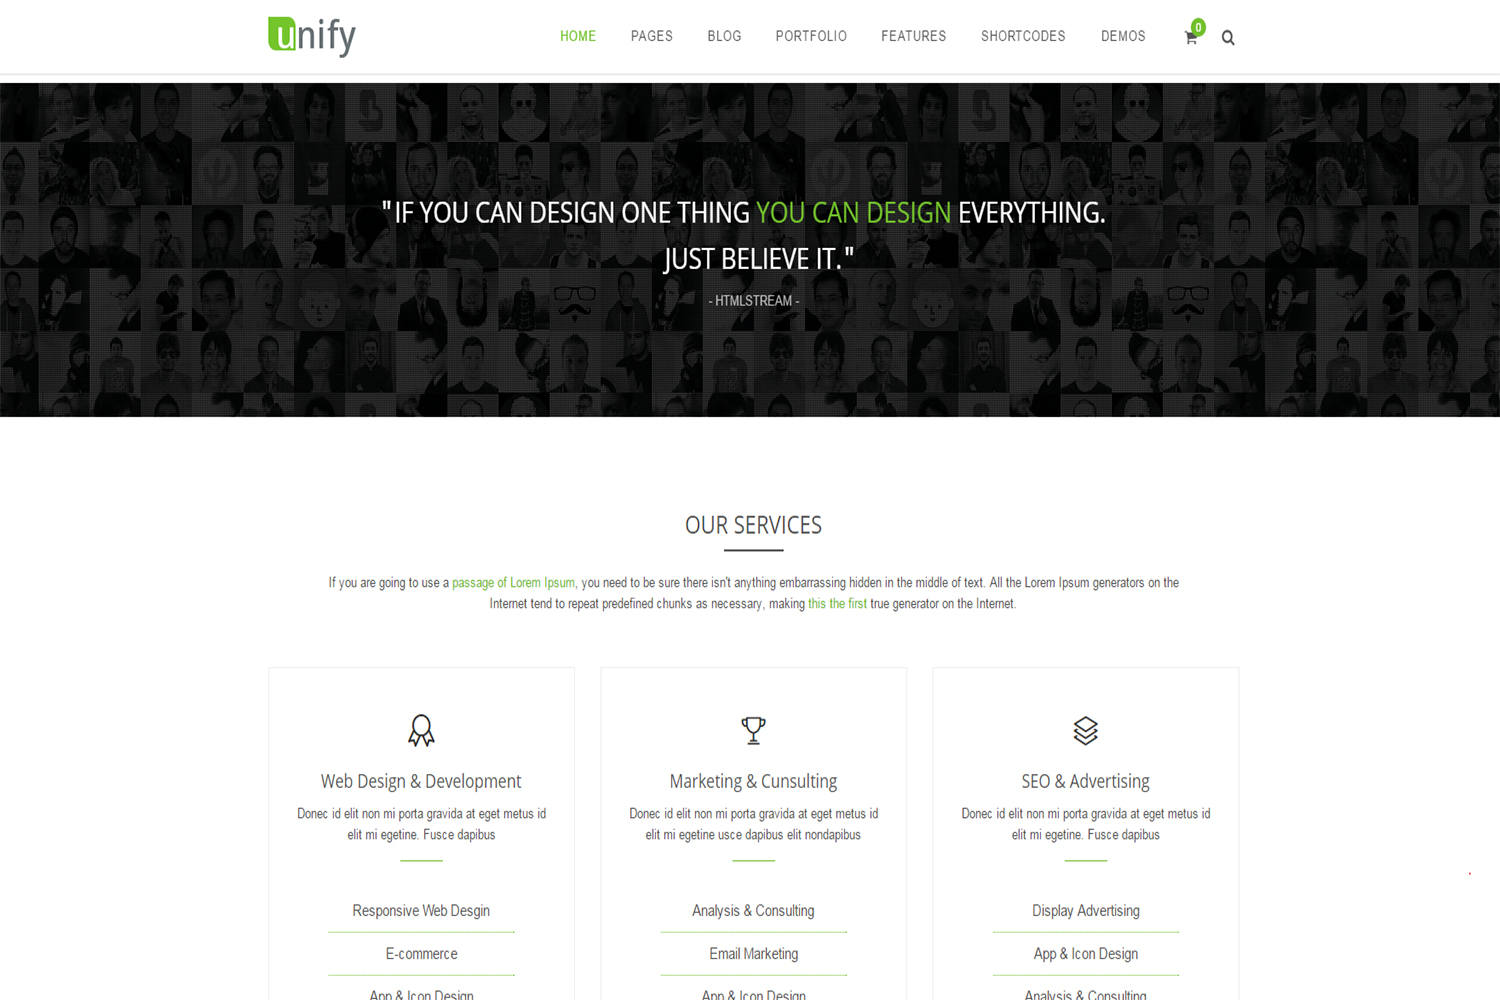 unify
HOME PAGES BLOG PORTFOLIO FEATURES SHORTCODES DEMOS 0
"IF YOU CAN DESIGN ONE THING YOU CAN DESIGN EVERYTHING.
JUST BELIEVE IT."
- HTMLSTREAM -
OUR SERVICES
If you are going to use a passage of Lorem Ipsum, you need to be sure there isn't anything embarrassing hidden in the middle of text. All the Lorem Ipsum generators on the
Internet tend to repeat predefined chunks as necessary, making this the first true generator on the Internet.
Web Design & Development
Donec id elit non mi porta gravida at eget metus id
elit mi egetine. Fusce dapibus
Responsive Web Desgin
E-commerce
App & Icon Design
Marketing & Cunsulting
Donec id elit non mi porta gravida at eget metus id
elit mi egetine usce dapibus elit nondapibus
Analysis & Consulting
Email Marketing
App & Icon Design
SEO & Advertising
Donec id elit non mi porta gravida at eget metus id
elit mi egetine. Fusce dapibus
Display Advertising
App & Icon Design
Analysis & Consulting